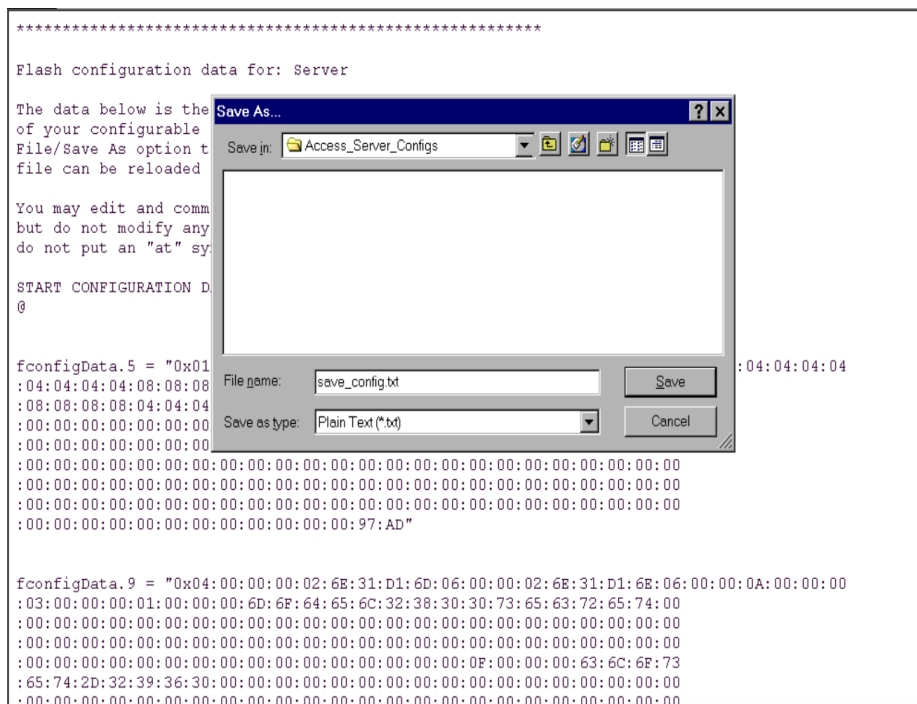 *********************************************************
Flash configuration data for: Server
The data below is the
of your configurable
File/Save As option t
file can be reloaded
You may edit and comm
but do not modify any
do not put an "at" sy
START CONFIGURATION D
@
Save As...
Save in: Access_Server_Configs
File name: save_config.txt Save
Save as type: Plain Text (*.txt) Cancel
fconfigData.5 = "0x01 :04:04:04:04
:04:04:04:04:08:08:08
:08:08:08:08:04:04:04
:00:00:00:00:00:00:00
:00:00:00:00:00:00:00
:00:00:00:00:00:00:00:00:00:00:00:00:00:00:00:00:00:00:00:00:00:00:00:00
:00:00:00:00:00:00:00:00:00:00:00:00:00:00:00:00:00:00:00:00:00:00:00:00
:00:00:00:00:00:00:00:00:00:00:00:00:00:00:00:00:00:00:00:00:00:00:00:00
:00:00:00:00:00:00:00:00:00:00:00:00:97:AD"
fconfigData.9 = "0x04:00:00:00:02:6E:31:D1:6D:06:00:00:02:6E:31:D1:6E:06:00:00:0A:00:00:00
:03:00:00:00:01:00:00:00:6D:6F:64:65:6C:32:38:30:30:73:65:63:72:65:74:00
:00:00:00:00:00:00:00:00:00:00:00:00:00:00:00:00:00:00:00:00:00:00:00:00
:00:00:00:00:00:00:00:00:00:00:00:00:00:00:00:00:00:00:00:00:00:00:00:00
:00:00:00:00:00:00:00:00:00:00:00:00:00:00:00:00:0F:00:00:00:63:6C:6F:73
:65:74:2D:32:39:36:30:00:00:00:00:00:00:00:00:00:00:00:00:00:00:00:00:00
:00:00:00:00:00:00:00:00:00:00:00:00:00:00:00:00:00:00:00:00:00:00:00:00